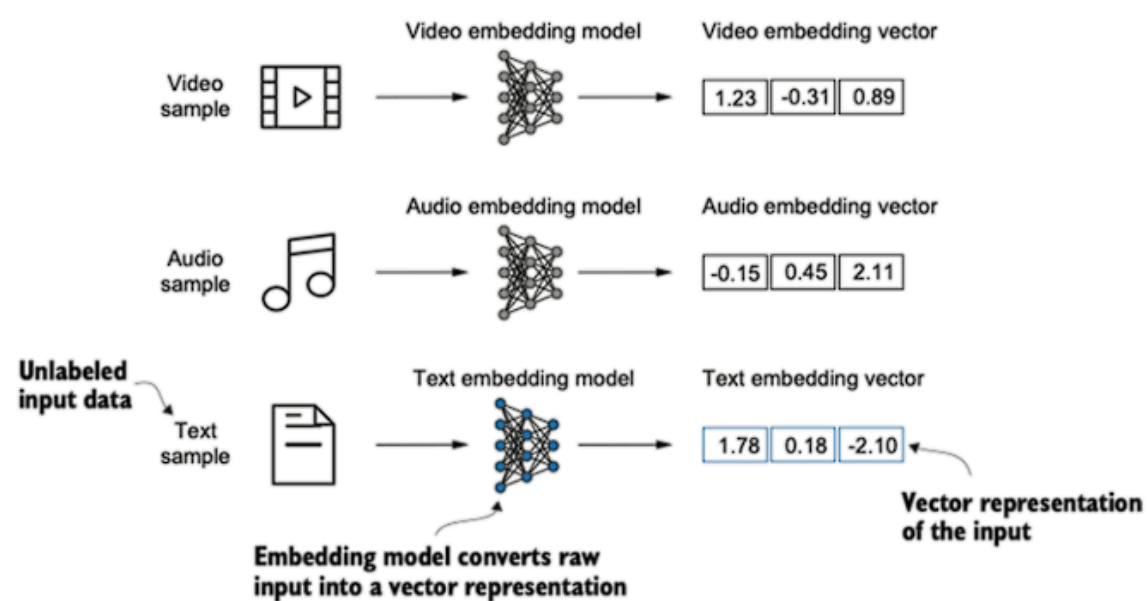 Video embedding model
Video embedding vector
Video
sample
1.23 -0.31 0.89
Audio embedding model
Audio embedding vector
Audio
sample
-0.15 0.45 2.11
Unlabeled
input data
Text embedding model
Text embedding vector
Text
sample
1.78 0.18 -2.10
Vector representation
of the input
Embedding model converts raw
input into a vector representation